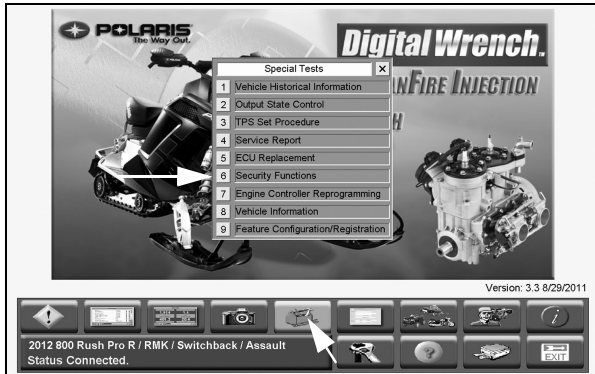 POLARIS
The Way Out.
Digital Wrench
Special Tests
1 Vehicle Historical Information
2 Output State Control
3 TPS Set Procedure
4 Service Report
5 ECU Replacement
6 Security Functions
7 Engine Controller Reprogramming
8 Vehicle Information
9 Feature Configuration/Registration
FIRE INJECTION
Version: 3.3 8/29/2011
2012 800 Rush Pro R / RMK / Switchback / Assault
Status Connected.
EXIT